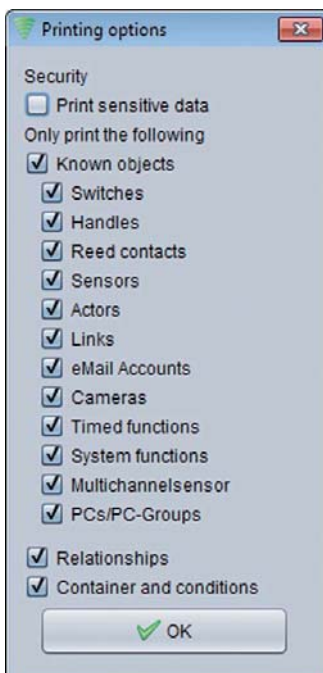 Printing options
Security
Print sensitive data
Only print the following
Known objects
Switches
Handles
Reed contacts
Sensors
Actors
Links
eMail Accounts
Cameras
Timed functions
System functions
Multichannelsensor
PCs/PC-Groups
Relationships
Container and conditions
OK